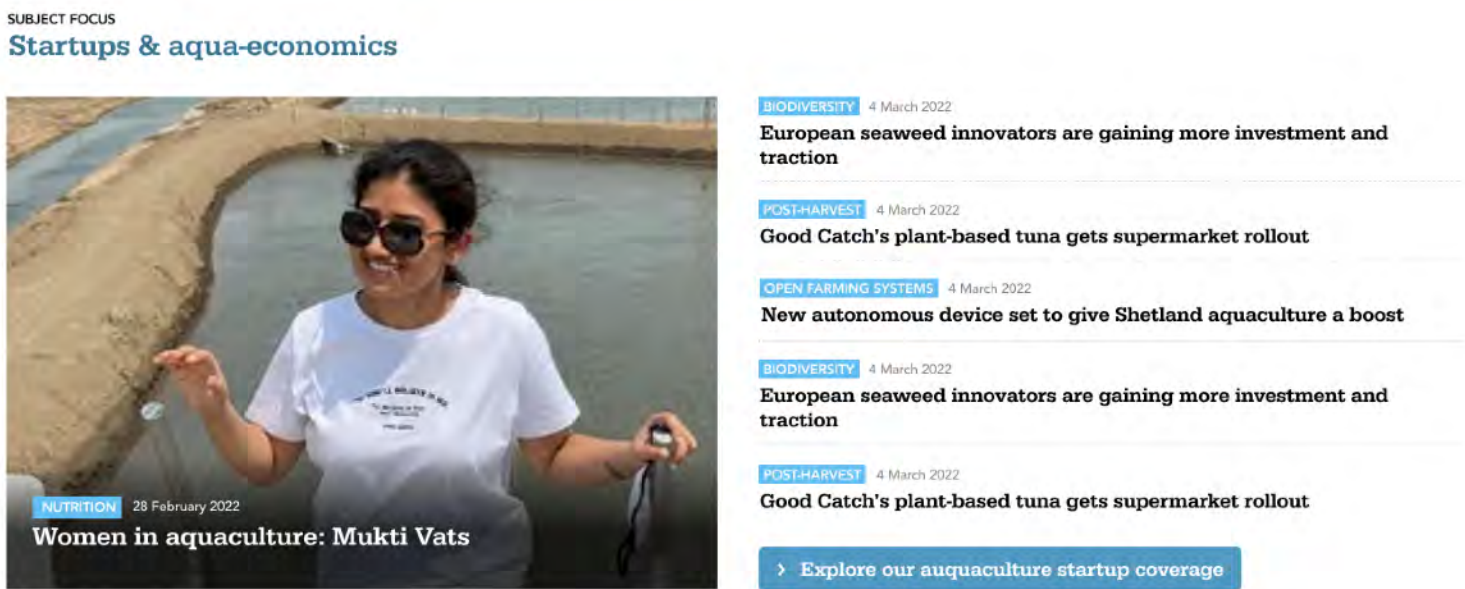 SUBJECT FOCUS
Startups & aqua-economics
NUTRITION 28 February 2022
Women in aquaculture: Mukti Vats
BIODIVERSITY 4 March 2022
European seaweed innovators are gaining more investment and
traction
POST-HARVEST 4 March 2022
Good Catch's plant-based tuna gets supermarket rollout
OPEN FARMING SYSTEMS 4 March 2022
New autonomous device set to give Shetland aquaculture a boost
BIODIVERSITY 4 March 2022
European seaweed innovators are gaining more investment and
traction
POST-HARVEST 4 March 2022
Good Catch's plant-based tuna gets supermarket rollout
> Explore our auquaculture startup coverage